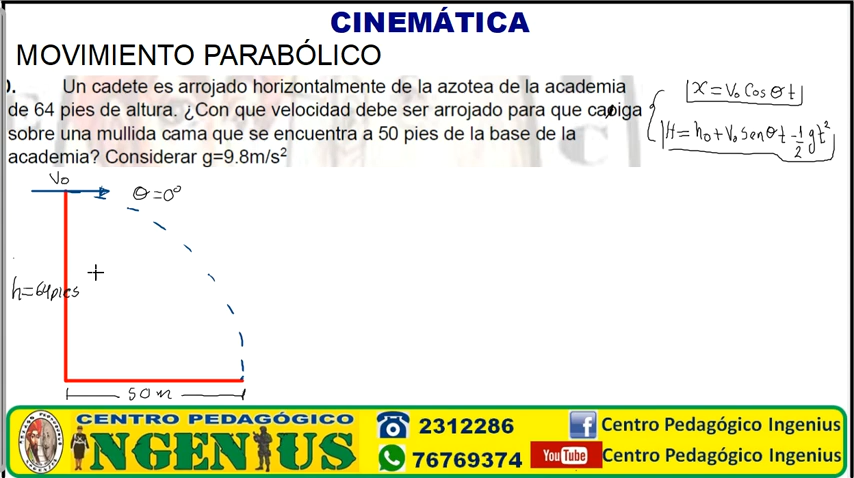 CINEMÁTICA
MOVIMIENTO PARABÓLICO
). Un cadete es arrojado horizontalmente de la azotea de la academia
de 64 pies de altura. ¿Con que velocidad debe ser arrojado para que caiga
sobre una mullida cama que se encuentra a 50 pies de la base de la
academia? Considerar g=9.8m/s²
x = V₀ Cos θ t
H = h₀ + V₀ Sen θ t - 1/2 g t²
V₀
θ = 0°
h = 64 pies
50 m
CENTRO PEDAGÓGICO
INGENIUS
2312286
76769374
Centro Pedagógico Ingenius
YouTube Centro Pedagógico Ingenius